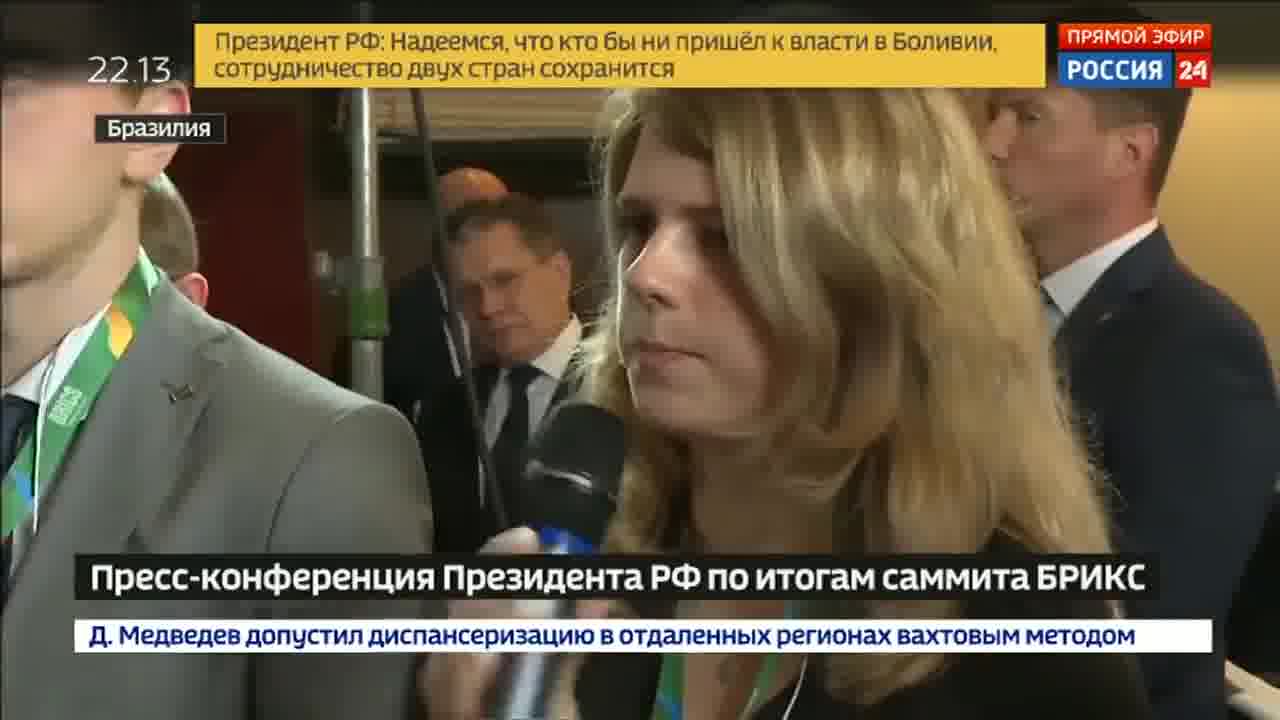 22.13
Президент РФ: Надеемся, что кто бы ни пришёл к власти в Боливии,
сотрудничество двух стран сохранится
ПРЯМОЙ ЭФИР
РОССИЯ 24
Бразилия
BRICS
Пресс-конференция Президента РФ по итогам саммита БРИКС
Д. Медведев допустил диспансеризацию в отдаленных регионах вахтовым методом